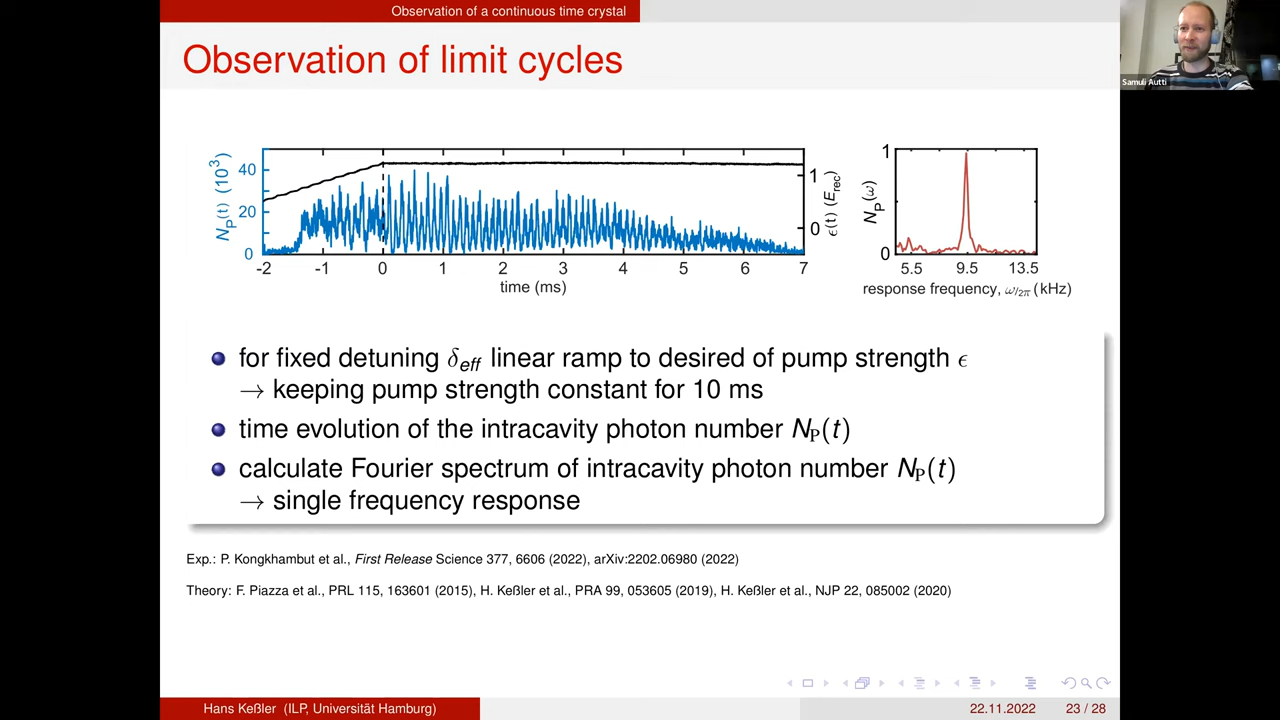 Observation of a continuous time crystal
Observation of limit cycles
Samuli Autti
N_P(t) (10^3)
40
20
0
-2 -1 0 1 2 3 4 5 6 7
time (ms)
1
0
ϵ(t) (E_rec)
N_P(ω)
1
0
5.5 9.5 13.5
response frequency, ω/2π (kHz)
for fixed detuning δ_eff linear ramp to desired of pump strength ϵ
→ keeping pump strength constant for 10 ms
time evolution of the intracavity photon number N_P(t)
calculate Fourier spectrum of intracavity photon number N_P(t)
→ single frequency response
Exp.: P. Kongkhambut et al., First Release Science 377, 6606 (2022), arXiv:2202.06980 (2022)
Theory: F. Piazza et al., PRL 115, 163601 (2015), H. Keßler et al., PRA 99, 053605 (2019), H. Keßler et al., NJP 22, 085002 (2020)
Hans Keßler (ILP, Universität Hamburg)
22.11.2022
23 / 28